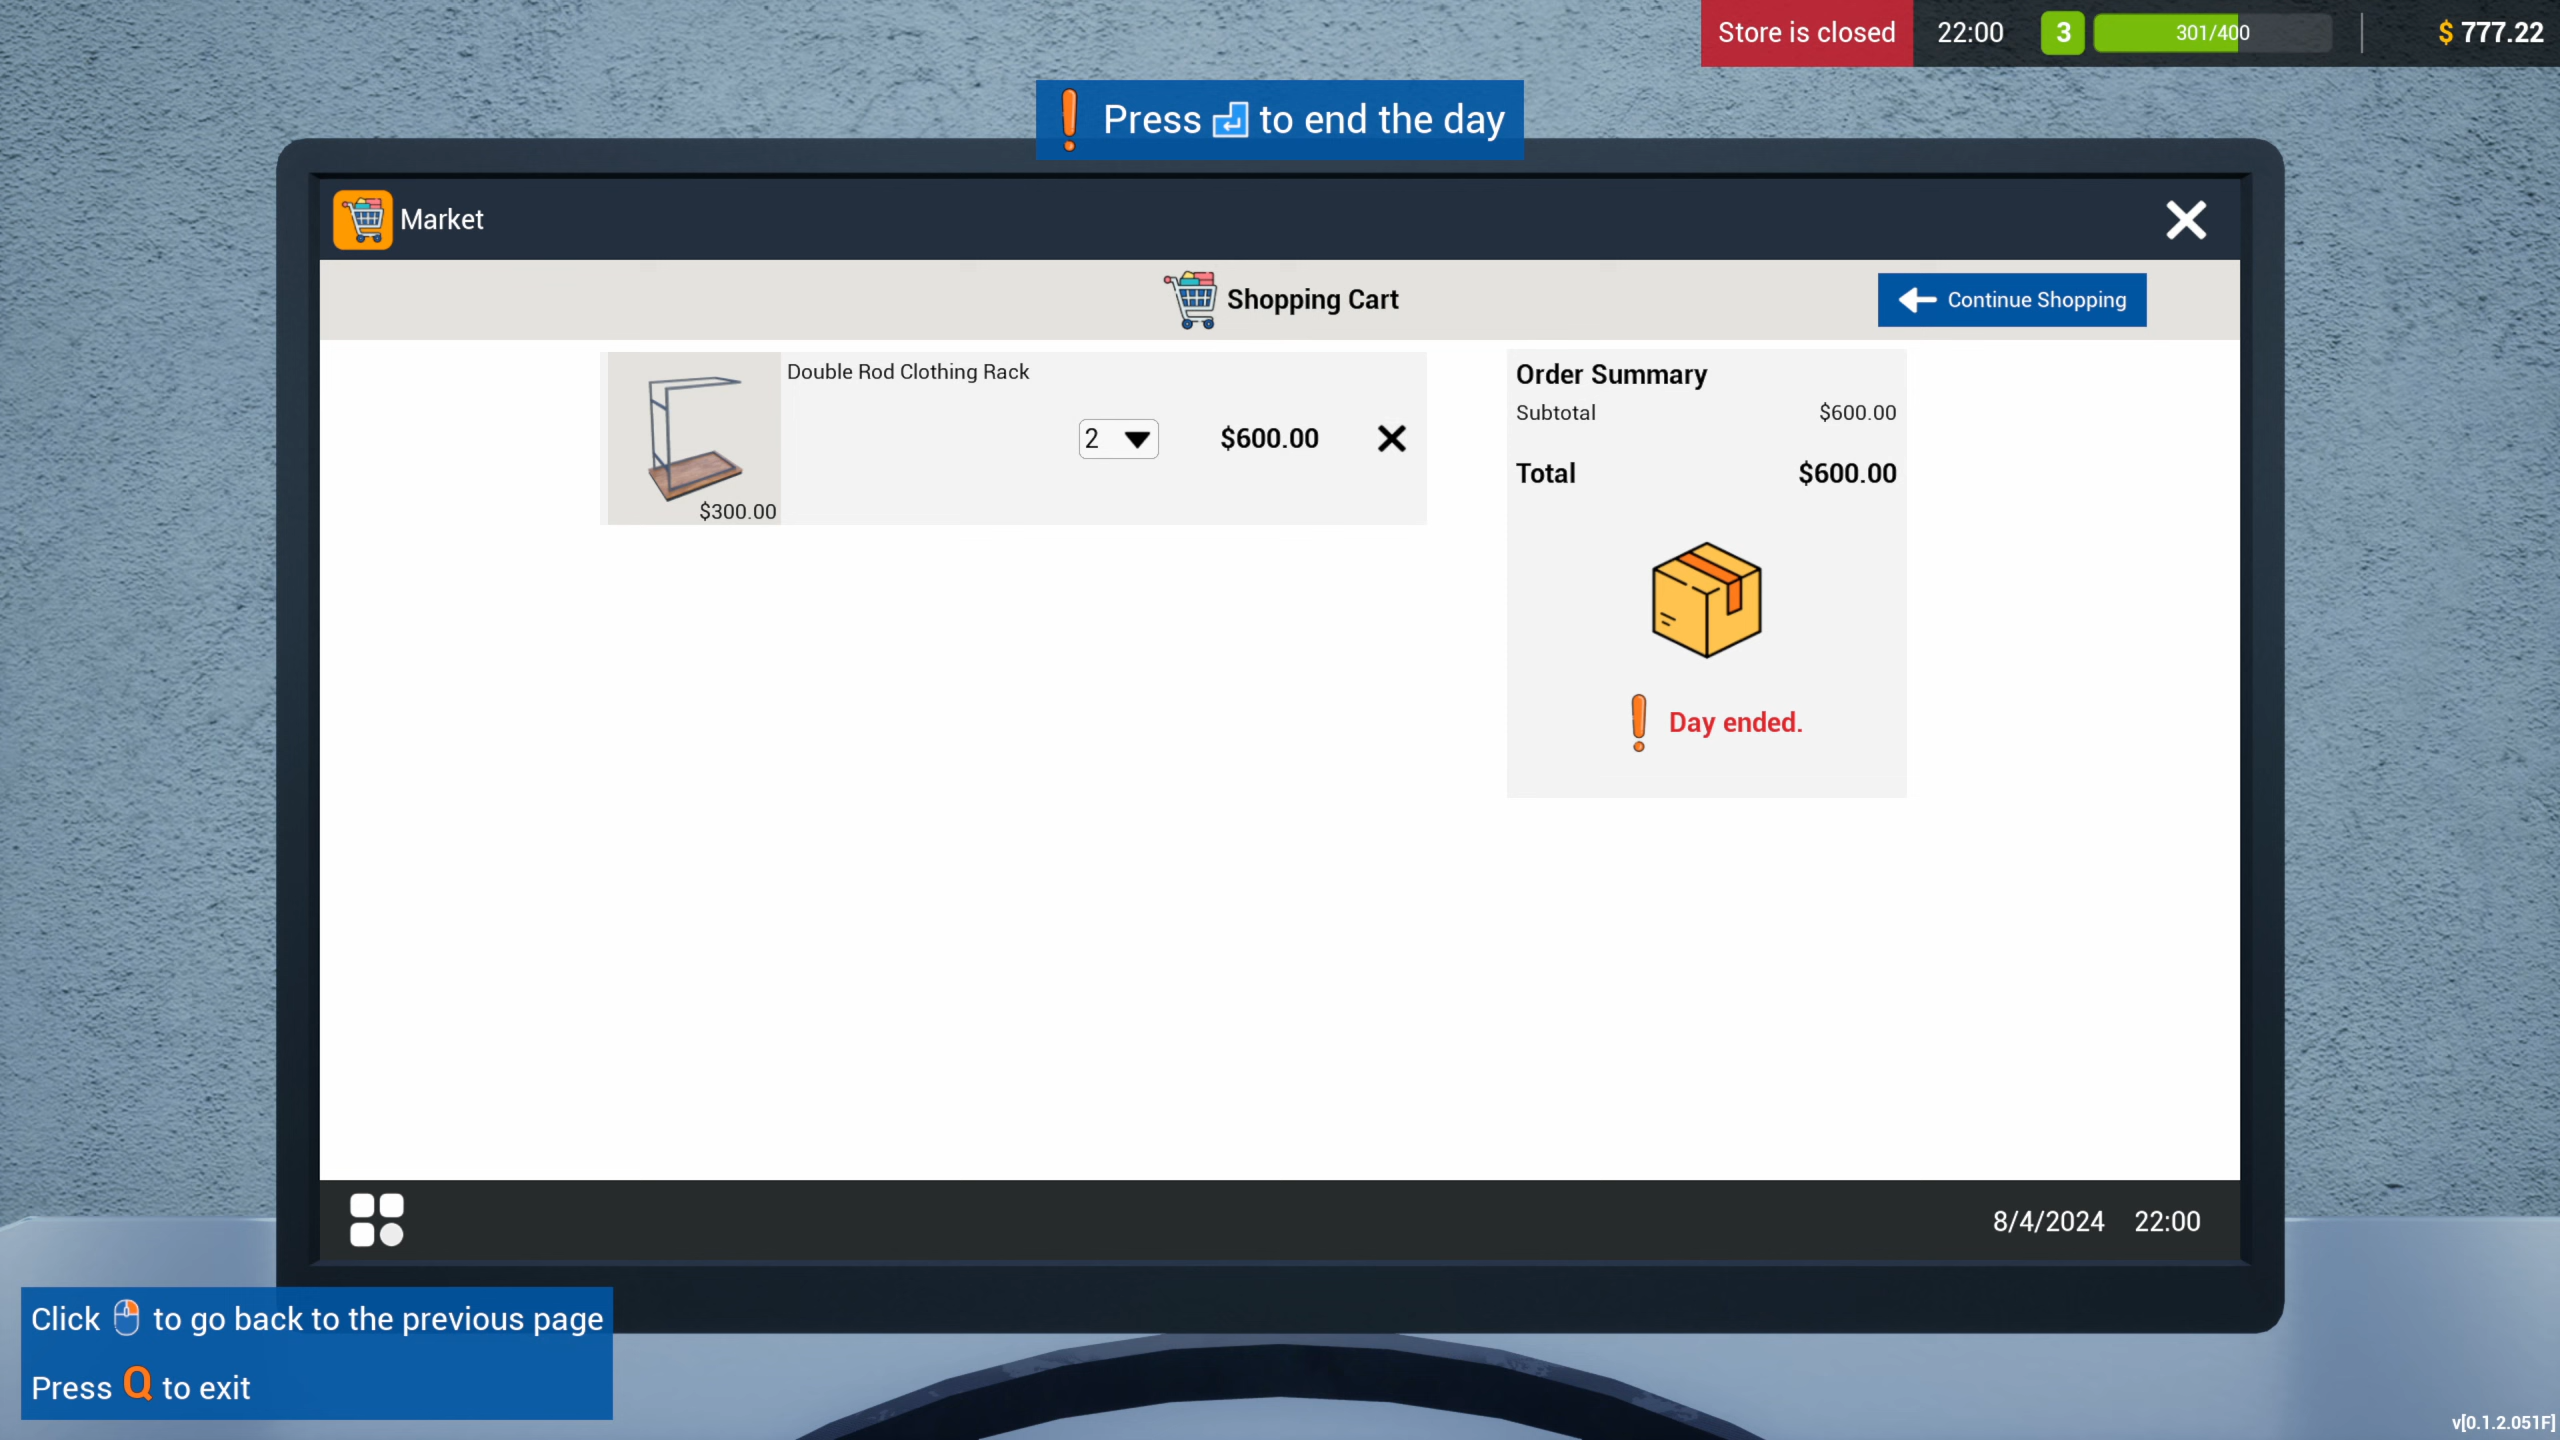 Store is closed 22:00 3 301/400 $ 777.22
Press to end the day
Market
Shopping Cart
Continue Shopping
Double Rod Clothing Rack
2 $600.00
$300.00
Order Summary
Subtotal $600.00
Total $600.00
Day ended.
8/4/2024 22:00
Click to go back to the previous page
Press Q to exit
v[0.1.2.051F]